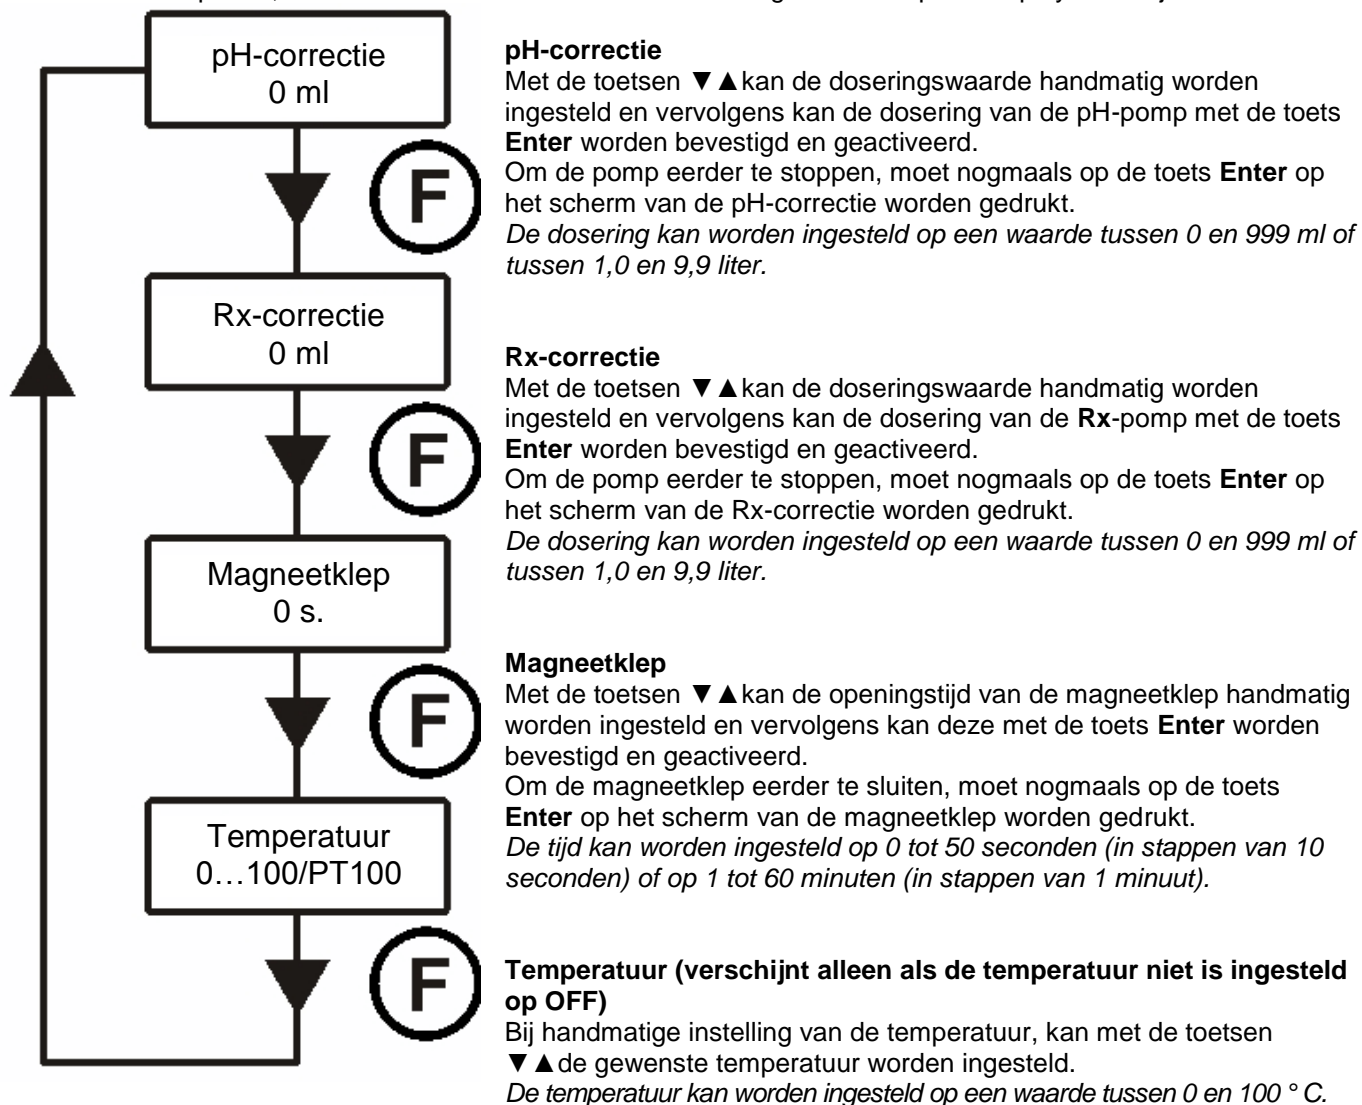 pH-correctie
0 ml
F
Rx-correctie
0 ml
F
Magneetklep
0 s.
F
Temperatuur
0…100/PT100
F
pH-correctie
Met de toetsen ▼▲kan de doseringswaarde handmatig worden
ingesteld en vervolgens kan de dosering van de pH-pomp met de toets
Enter worden bevestigd en geactiveerd.
Om de pomp eerder te stoppen, moet nogmaals op de toets Enter op
het scherm van de pH-correctie worden gedrukt.
De dosering kan worden ingesteld op een waarde tussen 0 en 999 ml of
tussen 1,0 en 9,9 liter.
Rx-correctie
Met de toetsen ▼▲kan de doseringswaarde handmatig worden
ingesteld en vervolgens kan de dosering van de Rx-pomp met de toets
Enter worden bevestigd en geactiveerd.
Om de pomp eerder te stoppen, moet nogmaals op de toets Enter op
het scherm van de Rx-correctie worden gedrukt.
De dosering kan worden ingesteld op een waarde tussen 0 en 999 ml of
tussen 1,0 en 9,9 liter.
Magneetklep
Met de toetsen ▼▲kan de openingstijd van de magneetklep handmatig
worden ingesteld en vervolgens kan deze met de toets Enter worden
bevestigd en geactiveerd.
Om de magneetklep eerder te sluiten, moet nogmaals op de toets
Enter op het scherm van de magneetklep worden gedrukt.
De tijd kan worden ingesteld op 0 tot 50 seconden (in stappen van 10
seconden) of op 1 tot 60 minuten (in stappen van 1 minuut).
Temperatuur (verschijnt alleen als de temperatuur niet is ingesteld
op OFF)
Bij handmatige instelling van de temperatuur, kan met de toetsen
▼▲de gewenste temperatuur worden ingesteld.
De temperatuur kan worden ingesteld op een waarde tussen 0 en 100 ° C.